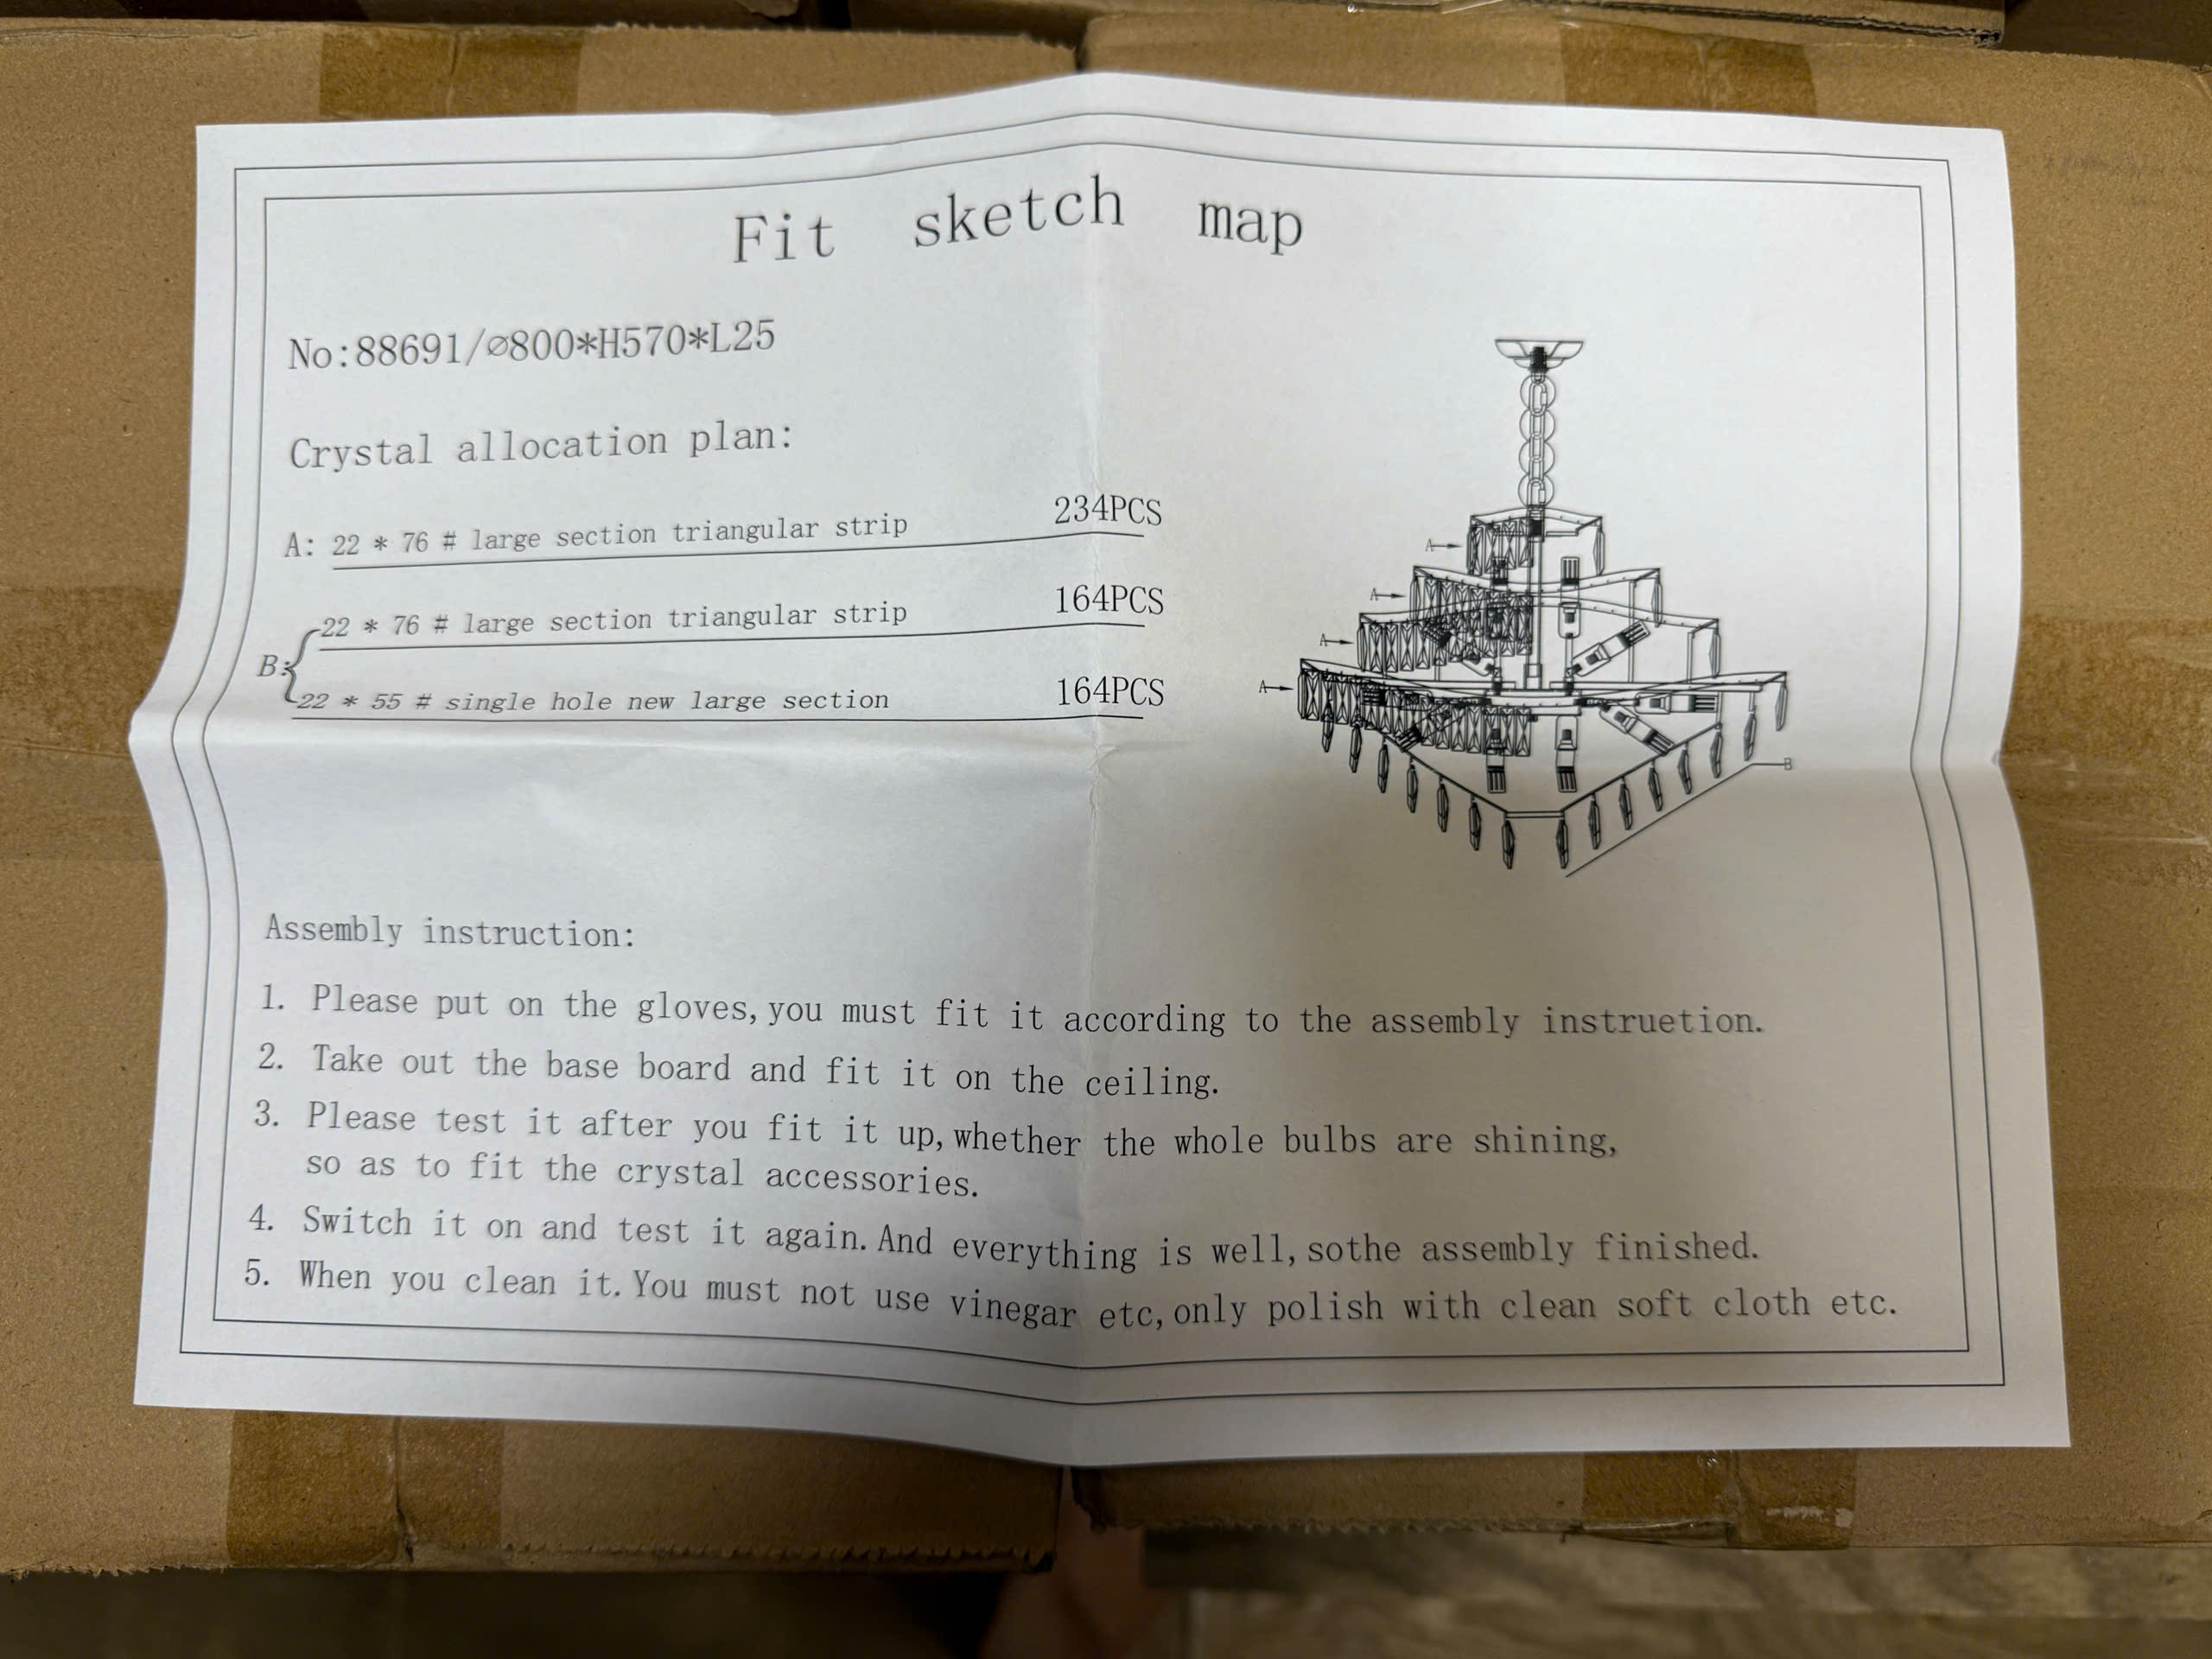 Fit sketch map
No:88691/⌀800*H570*L25
Crystal allocation plan:
A: 22 * 76 # large section triangular strip 234PCS
B: 22 * 76 # large section triangular strip 164PCS
22 * 55 # single hole new large section 164PCS
A
A
A
A
B
Assembly instruction:
1. Please put on the gloves, you must fit it according to the assembly instruetion.
2. Take out the base board and fit it on the ceiling.
3. Please test it after you fit it up, whether the whole bulbs are shining,
so as to fit the crystal accessories.
4. Switch it on and test it again. And everything is well, sothe assembly finished.
5. When you clean it. You must not use vinegar etc, only polish with clean soft cloth etc.